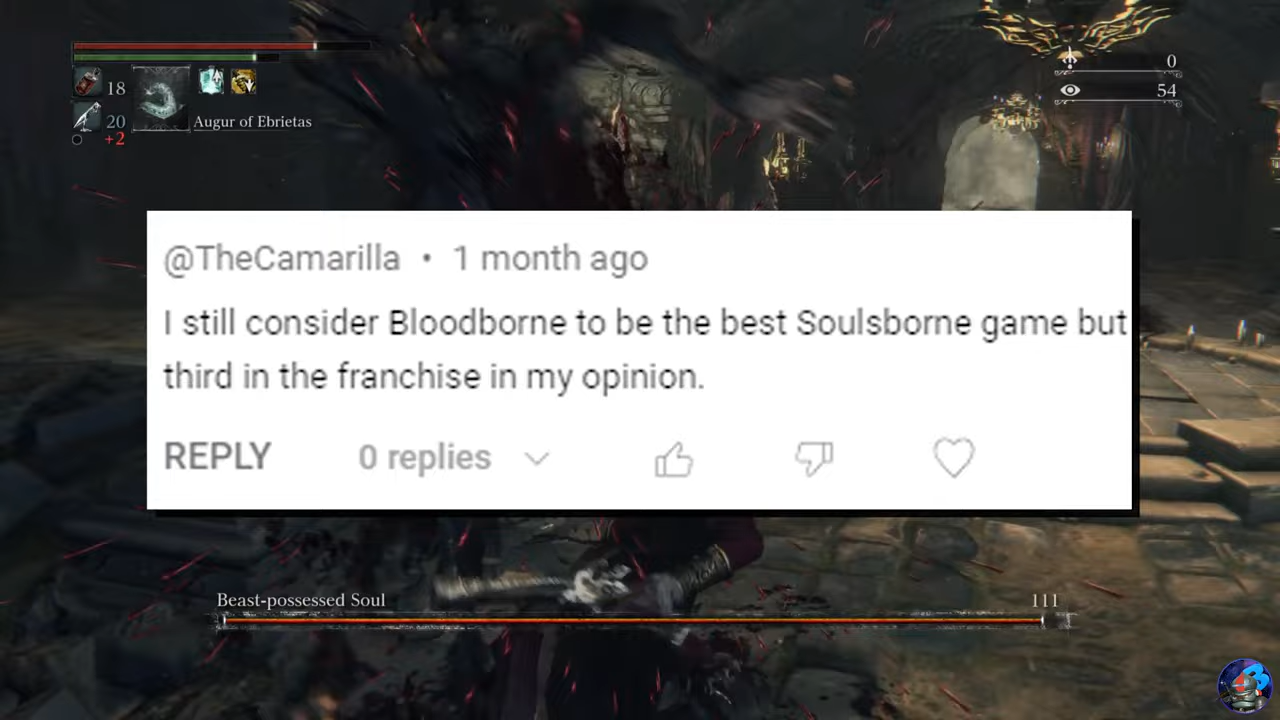 0
18
54
20
Augur of Ebrietas
+2
@TheCamarilla • 1 month ago
I still consider Bloodborne to be the best Soulsborne game but
third in the franchise in my opinion.
REPLY 0 replies
Beast-possessed Soul 111